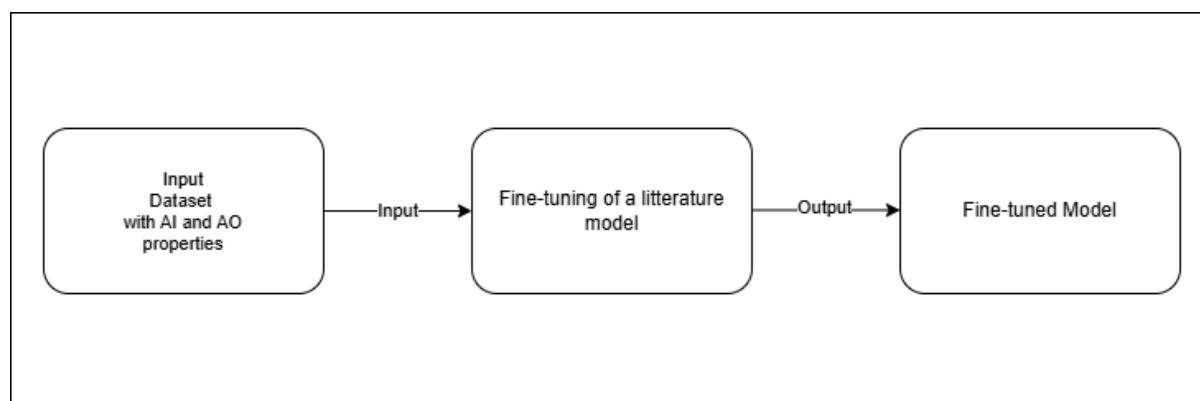 Input
Dataset
with AI and AO
properties
Input
Fine-tuning of a litterature
model
Output
Fine-tuned Model